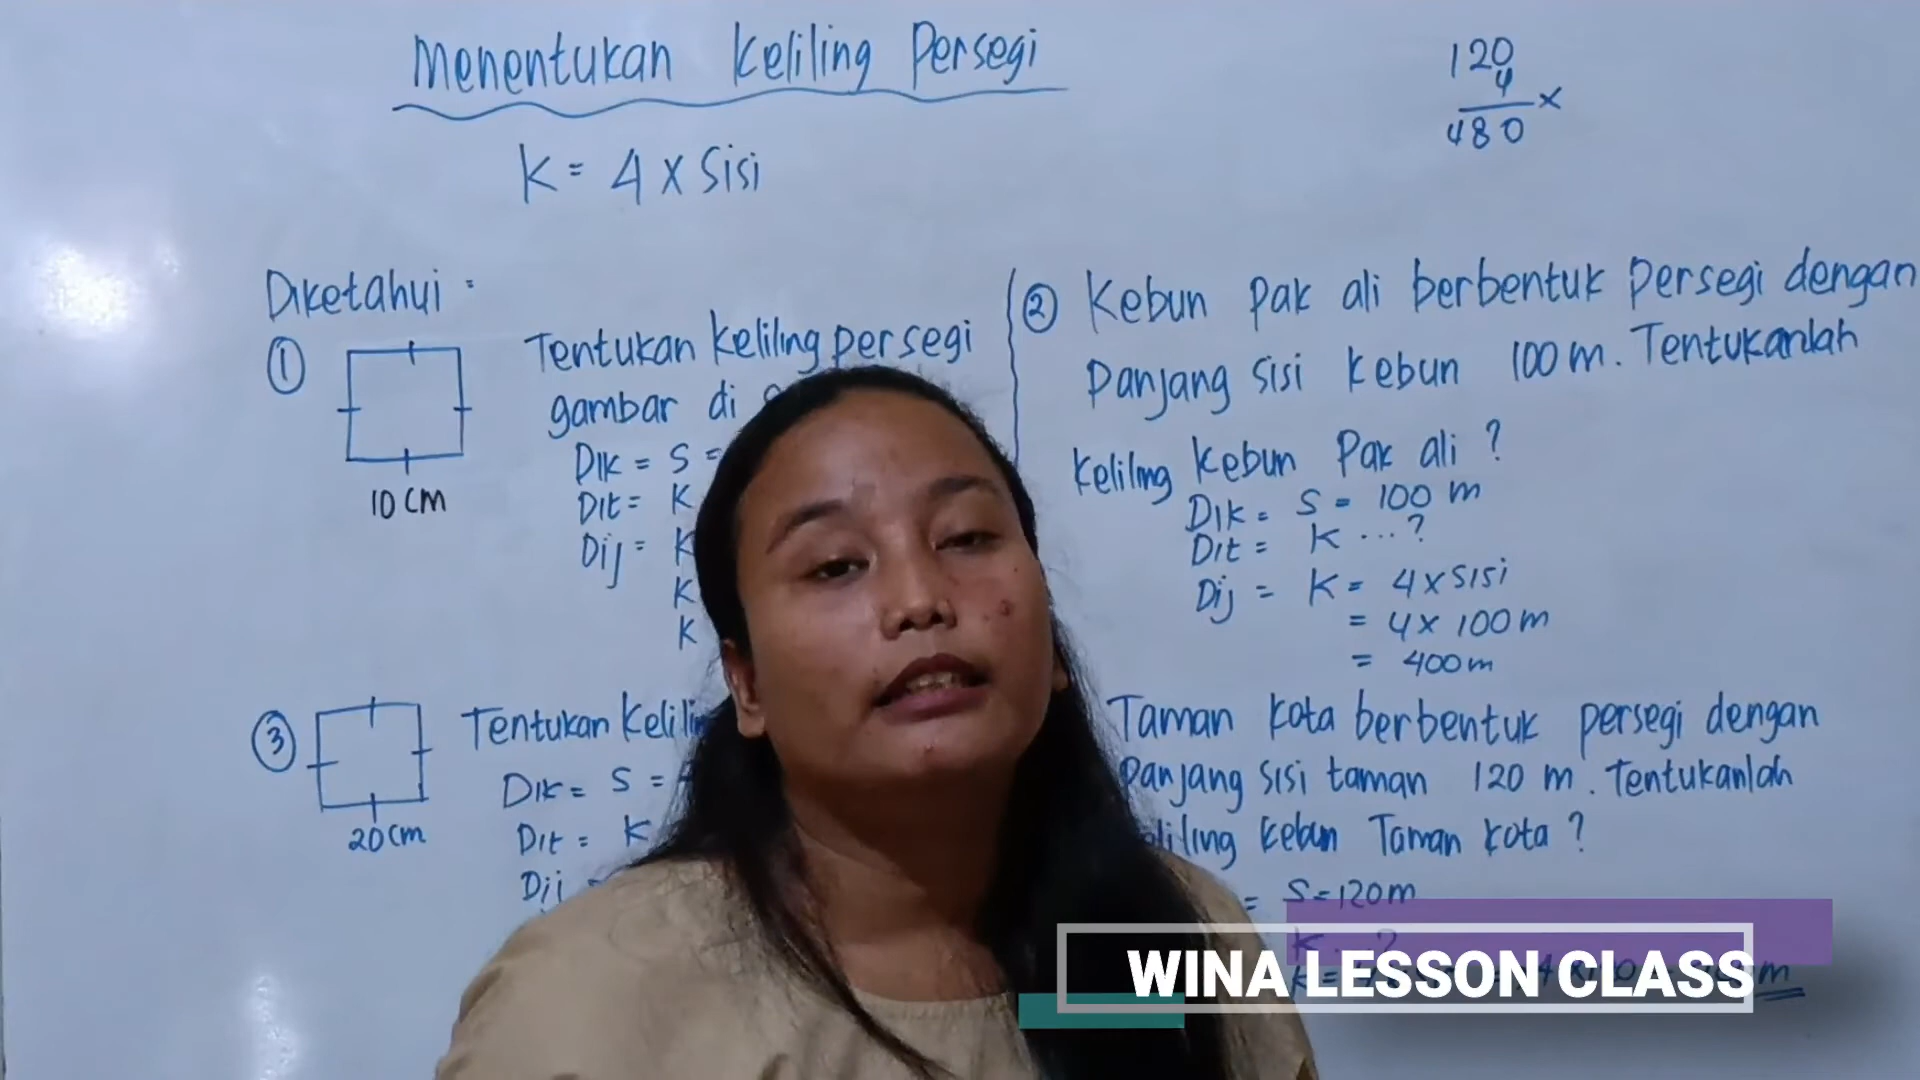 Menentukan Keliling Persegi
K = 4 x Sisi
120
4
x
480
Diketahui :
①
Tentukan Keliling persegi
gambar di
Dik = S =
Dit = K
Dij = K
K
K
10 cm
② Kebun Pak ali berbentuk persegi dengan
Panjang sisi kebun 100 m. Tentukanlah
Keliling Kebun Pak ali ?
Dik = S = 100 m
Dit = K ...?
Dij = K = 4 x sisi
= 4 x 100 m
= 400 m
③
Tentukan
Dik = S =
Dit = K
Dij
20 cm
Taman Kota berbentuk persegi dengan
Panjang sisi taman 120 m. Tentukanlah
kebun Taman kota ?
= S = 120 m
WINA LESSON CLASS